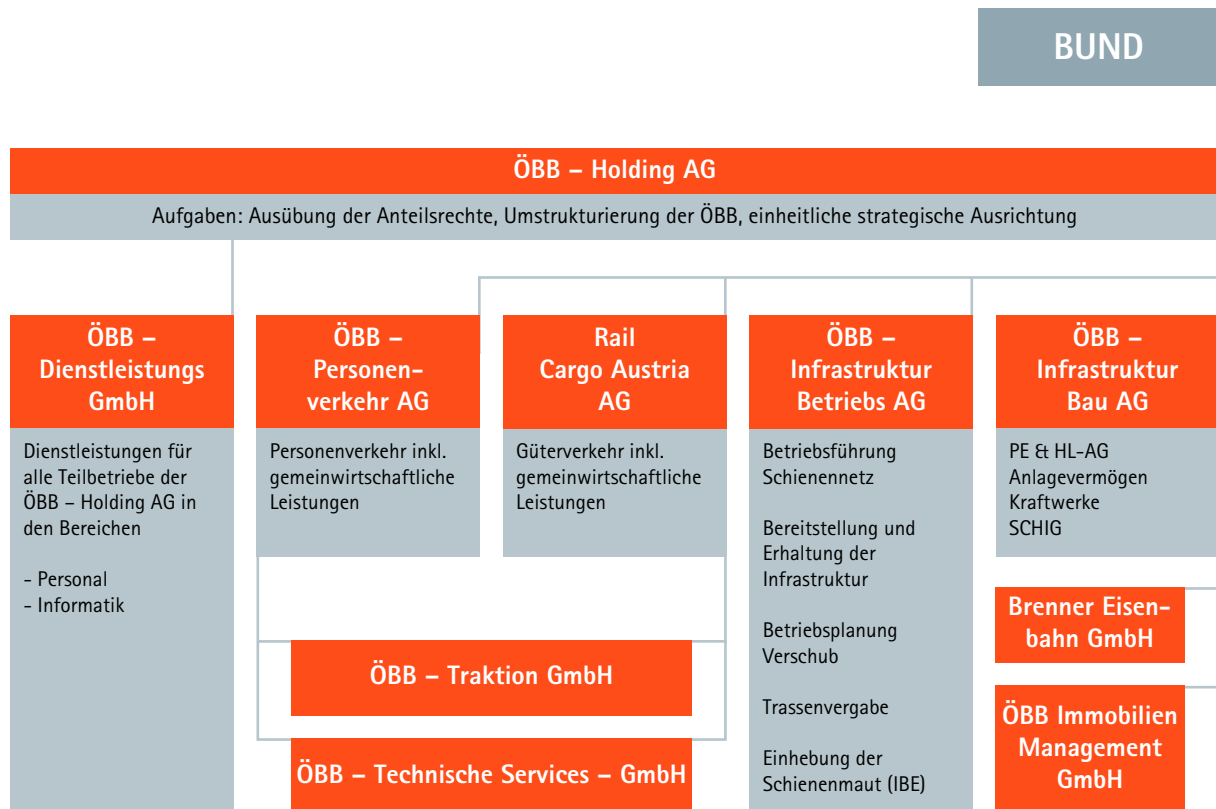 BUND
ÖBB – Holding AG
Aufgaben: Ausübung der Anteilsrechte, Umstrukturierung der ÖBB, einheitliche strategische Ausrichtung
ÖBB –
Dienstleistungs
GmbH
Dienstleistungen für
alle Teilbetriebe der
ÖBB – Holding AG in
den Bereichen
- Personal
- Informatik
ÖBB –
Personen-
verkehr AG
Personenverkehr inkl.
gemeinwirtschaftliche
Leistungen
Rail
Cargo Austria
AG
Güterverkehr inkl.
gemeinwirtschaftliche
Leistungen
ÖBB – Traktion GmbH
ÖBB – Technische Services – GmbH
ÖBB –
Infrastruktur
Betriebs AG
Betriebsführung
Schienennetz
Bereitstellung und
Erhaltung der
Infrastruktur
Betriebsplanung
Verschub
Trassenvergabe
Einhebung der
Schienenmaut (IBE)
ÖBB –
Infrastruktur
Bau AG
PE & HL-AG
Anlagevermögen
Kraftwerke
SCHIG
Brenner Eisen-
bahn GmbH
ÖBB Immobilien
Management
GmbH